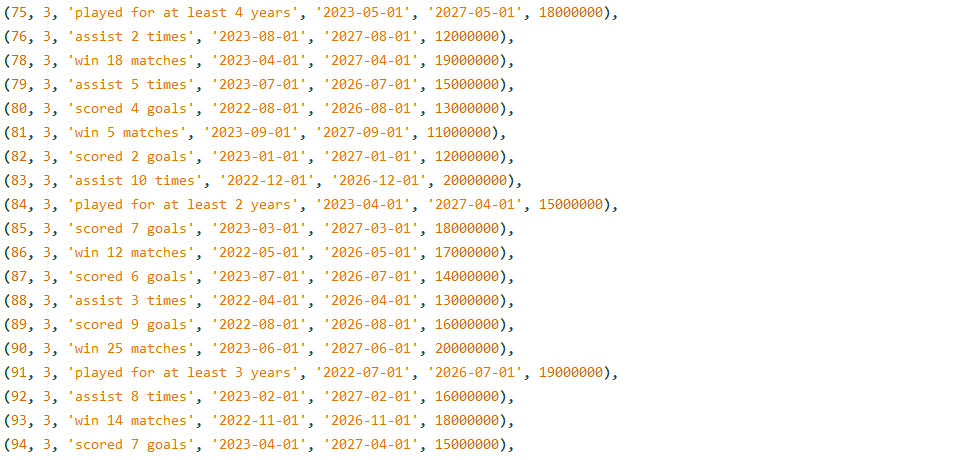 (75, 3, 'played for at least 4 years', '2023-05-01', '2027-05-01', 18000000),
(76, 3, 'assist 2 times', '2023-08-01', '2027-08-01', 12000000),
(78, 3, 'win 18 matches', '2023-04-01', '2027-04-01', 19000000),
(79, 3, 'assist 5 times', '2023-07-01', '2026-07-01', 15000000),
(80, 3, 'scored 4 goals', '2022-08-01', '2026-08-01', 13000000),
(81, 3, 'win 5 matches', '2023-09-01', '2027-09-01', 11000000),
(82, 3, 'scored 2 goals', '2023-01-01', '2027-01-01', 12000000),
(83, 3, 'assist 10 times', '2022-12-01', '2026-12-01', 20000000),
(84, 3, 'played for at least 2 years', '2023-04-01', '2027-04-01', 15000000),
(85, 3, 'scored 7 goals', '2023-03-01', '2027-03-01', 18000000),
(86, 3, 'win 12 matches', '2022-05-01', '2026-05-01', 17000000),
(87, 3, 'scored 6 goals', '2023-07-01', '2026-07-01', 14000000),
(88, 3, 'assist 3 times', '2022-04-01', '2026-04-01', 13000000),
(89, 3, 'scored 9 goals', '2022-08-01', '2026-08-01', 16000000),
(90, 3, 'win 25 matches', '2023-06-01', '2027-06-01', 20000000),
(91, 3, 'played for at least 3 years', '2022-07-01', '2026-07-01', 19000000),
(92, 3, 'assist 8 times', '2023-02-01', '2027-02-01', 16000000),
(93, 3, 'win 14 matches', '2022-11-01', '2026-11-01', 18000000),
(94, 3, 'scored 7 goals', '2023-04-01', '2027-04-01', 15000000),